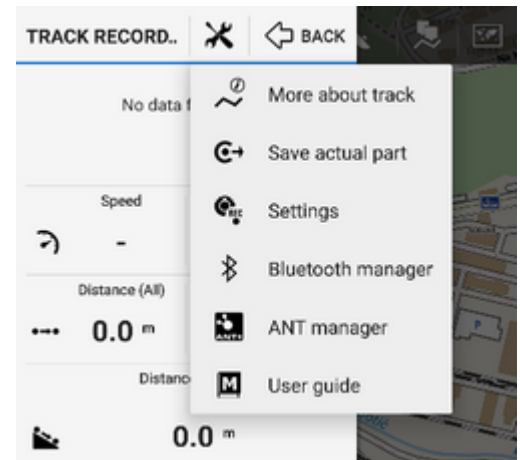 TRACK RECORD..
BACK
No data f
More about track
Save actual part
Speed
REC
Settings
-
Bluetooth manager
Distance (All)
0.0 m
ANT manager
User guide
M
Distanc
0.0 m
P